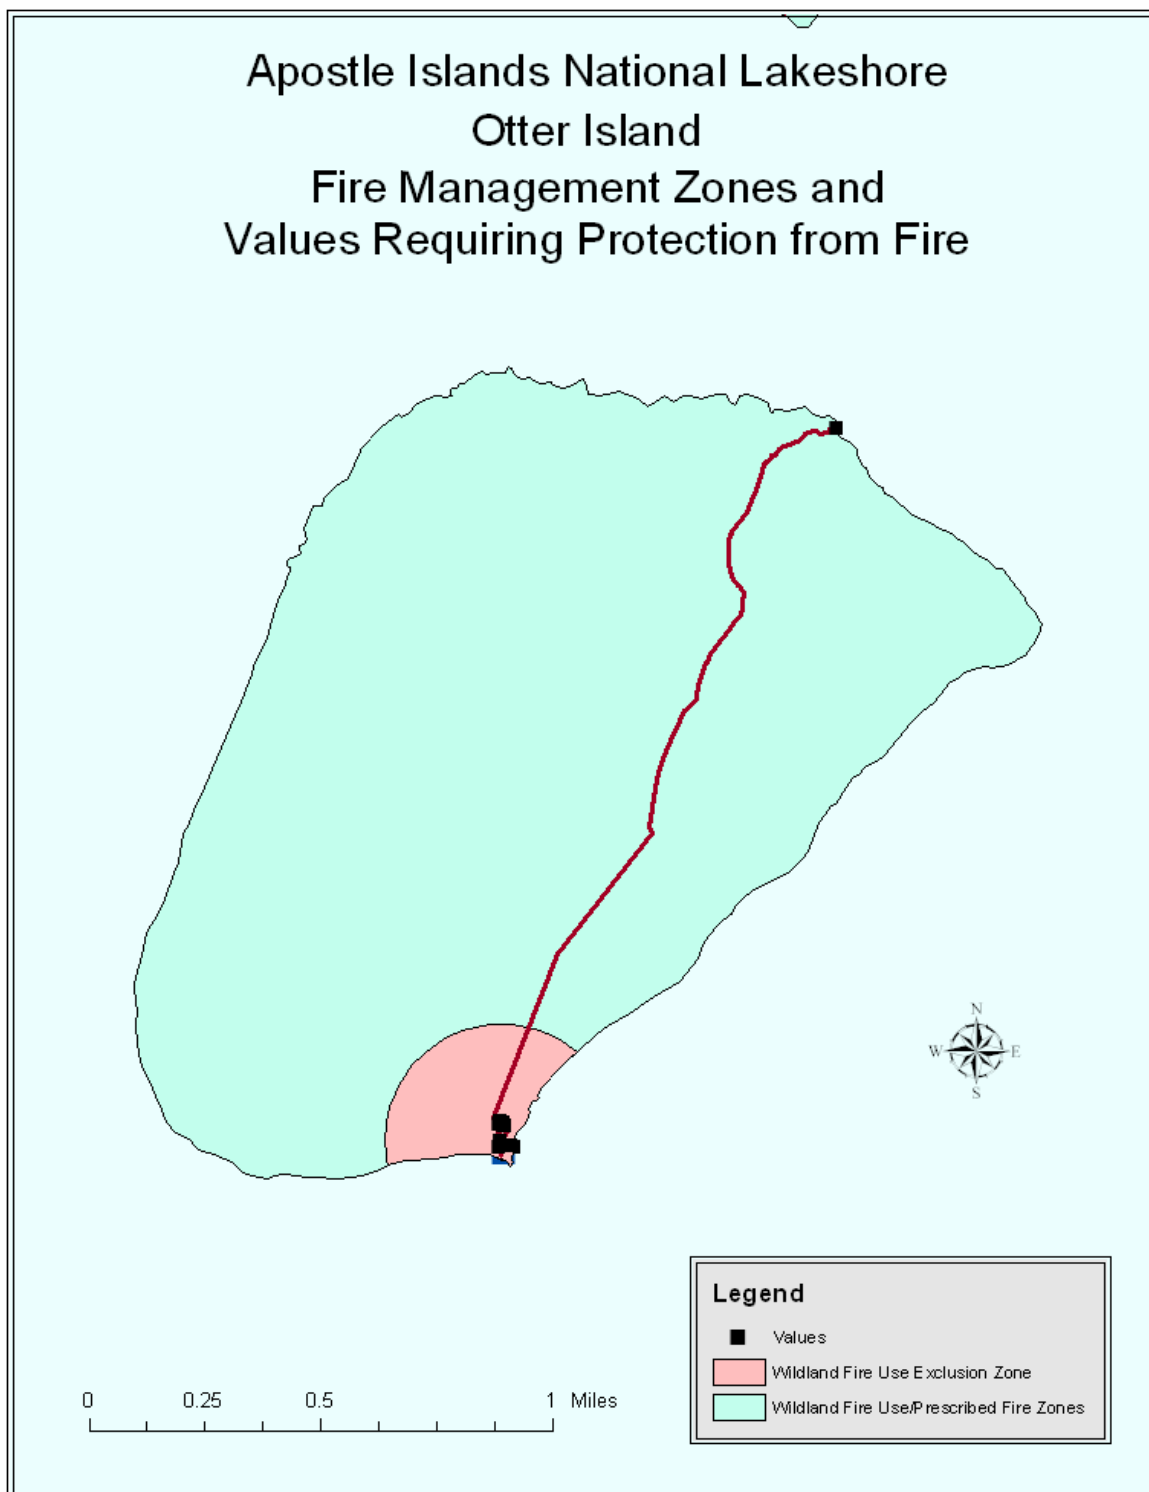 Apostle Islands National Lakeshore
Otter Island
Fire Management Zones and
Values Requiring Protection from Fire
N
W E
S
Legend
Values
Wildland Fire Use Exclusion Zone
Wildland Fire Use/Prescribed Fire Zones
0 0.25 0.5 1 Miles